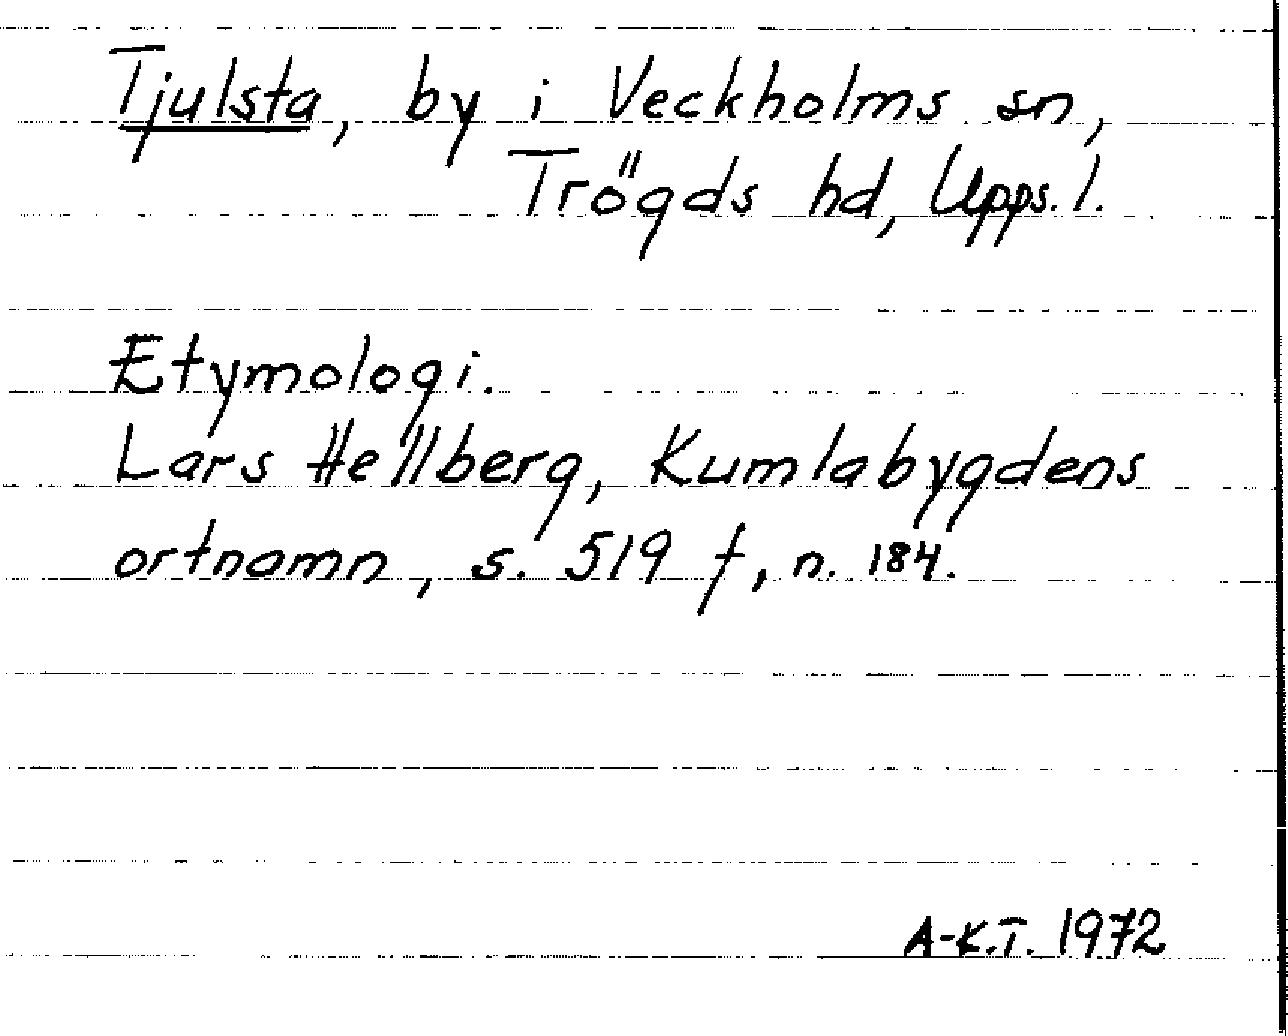 Tjulsta, by i Veckholms sn,
Trögds hd, Upps. l.
Etymologi.
Lars Hellberg, Kumlabygdens
ortnamn, s. 519 f, n. 184.
A-K.T. 1972